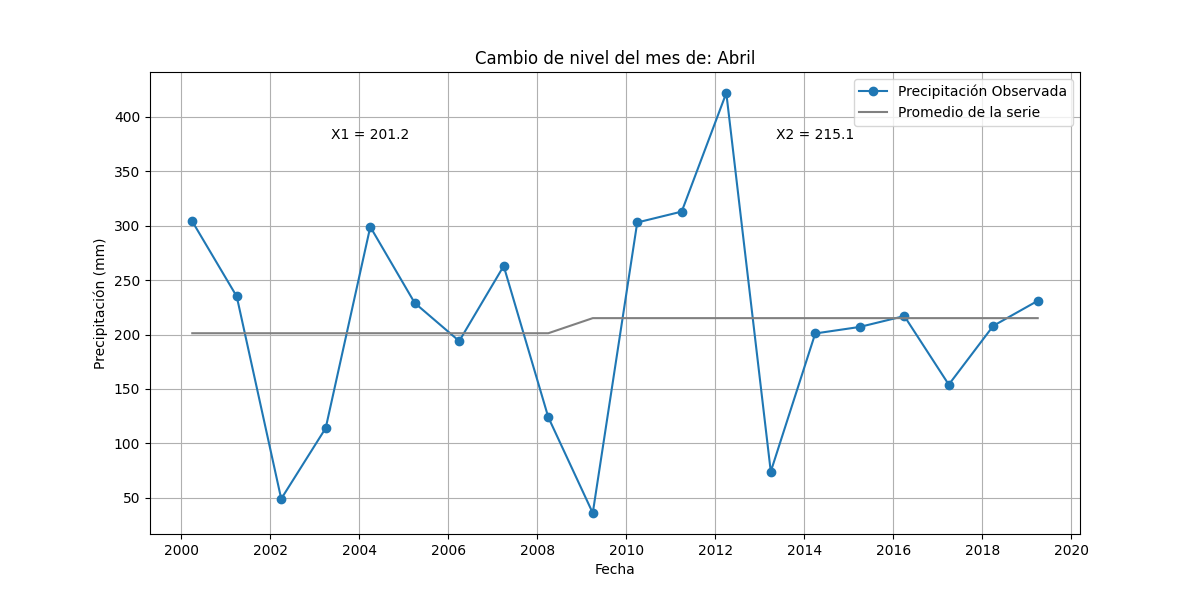 Cambio de nivel del mes de: Abril
Precipitación Observada
Promedio de la serie
X1 = 201.2
X2 = 215.1
Precipitación (mm)
400
350
300
250
200
150
100
50
2000 2002 2004 2006 2008 2010 2012 2014 2016 2018 2020
Fecha